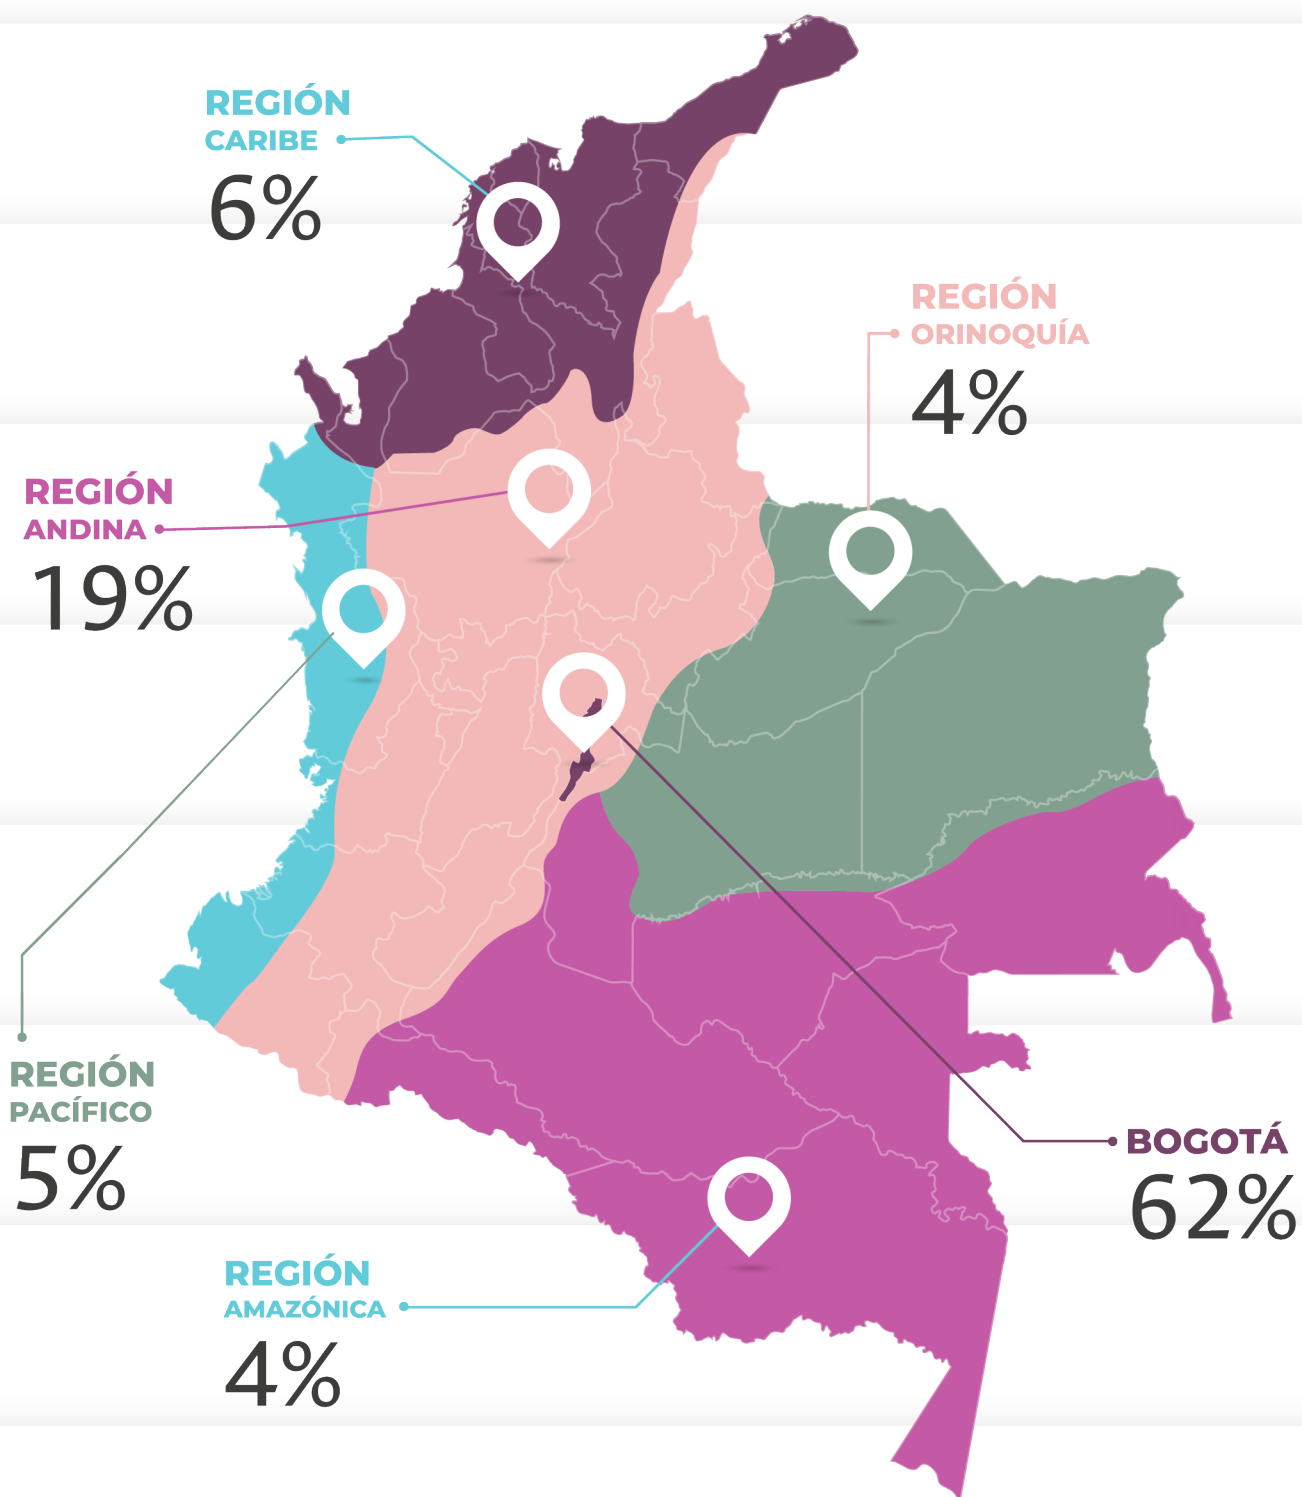 REGIÓN
CARIBE
6%
REGIÓN
ORINOQUÍA
4%
REGIÓN
ANDINA
19%
REGIÓN
PACÍFICO
5%
BOGOTÁ
62%
REGIÓN
AMAZÓNICA
4%